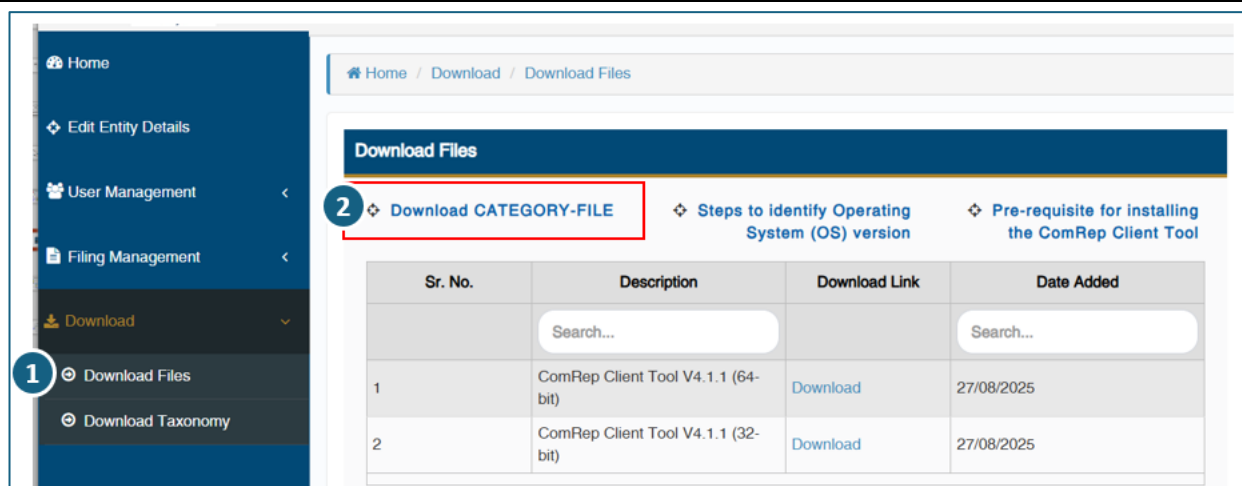 Home
Edit Entity Details
User Management
Filing Management
Download
1
Download Files
Download Taxonomy
Home / Download / Download Files
Download Files
2
Download CATEGORY-FILE
Steps to identify Operating
System (OS) version
Pre-requisite for installing
the ComRep Client Tool
Sr. No. Description Download Link Date Added
Search... Search...
1 ComRep Client Tool V4.1.1 (64-
bit) Download 27/08/2025
2 ComRep Client Tool V4.1.1 (32-
bit) Download 27/08/2025